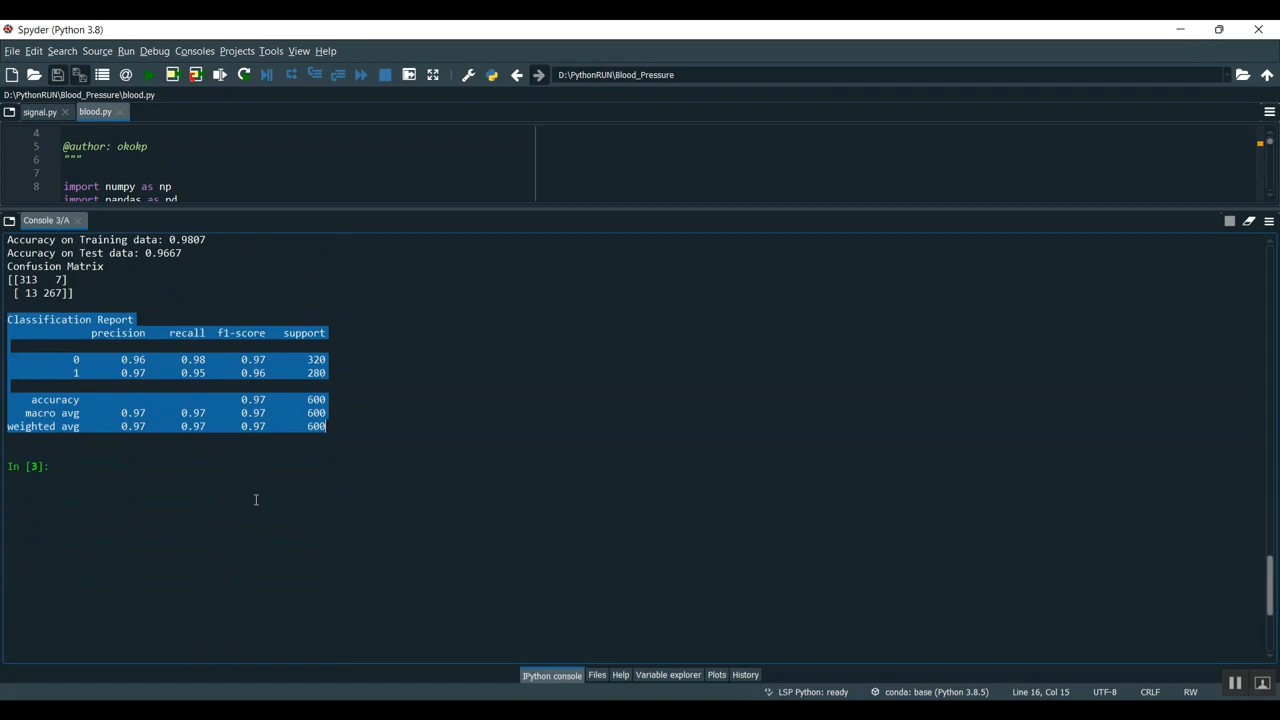 Spyder (Python 3.8)
File Edit Search Source Run Debug Consoles Projects Tools View Help
D:\PythonRUN\Blood_Pressure
D:\PythonRUN\Blood_Pressure\blood.py
signal.py blood.py
4
5 @author: okokp
6 """
7
8 import numpy as np
import pandas as pd
Console 3/A
Accuracy on Training data: 0.9807
Accuracy on Test data: 0.9667
Confusion Matrix
[[313 7]
[ 13 267]]
Classification Report
precision recall f1-score support
0 0.96 0.98 0.97 320
1 0.97 0.95 0.96 280
accuracy 0.97 600
macro avg 0.97 0.97 0.97 600
weighted avg 0.97 0.97 0.97 600
In [3]:
IPython console Files Help Variable explorer Plots History
LSP Python: ready conda: base (Python 3.8.5) Line 16, Col 15 UTF-8 CRLF RW